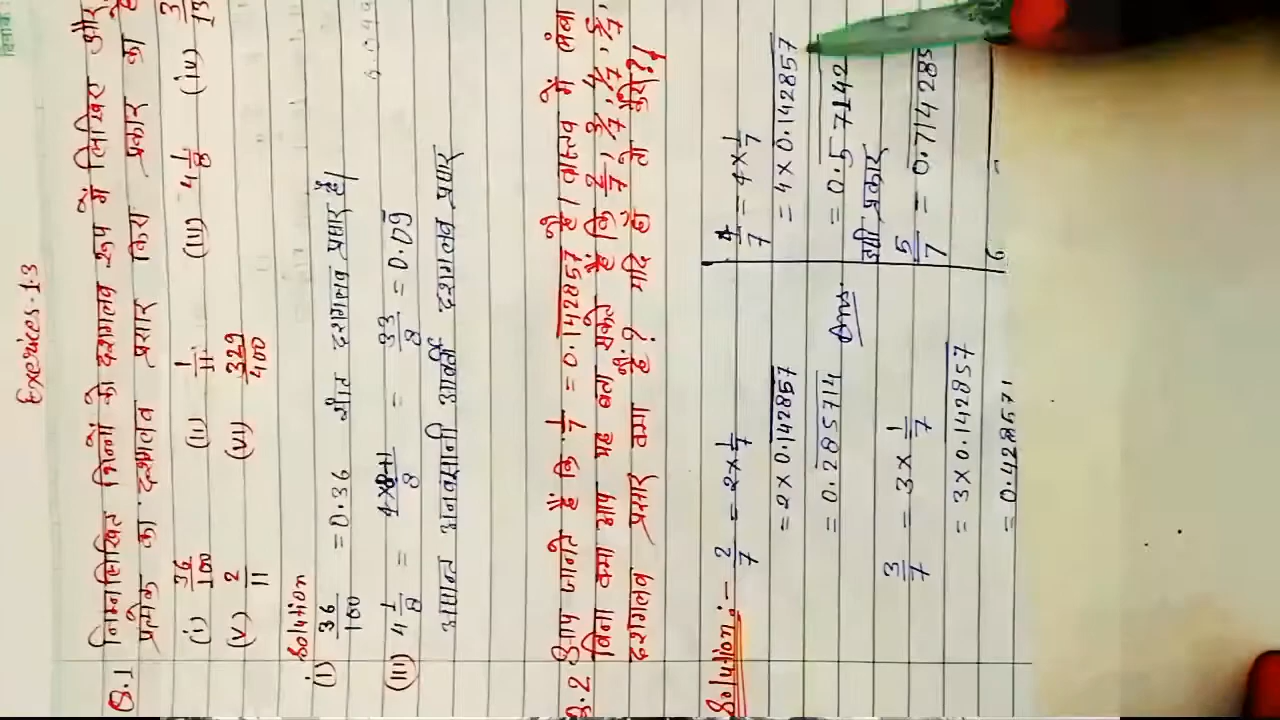 Exerices-1.3
Q.1 निम्नलिखित भिन्नों को दशमलव रूप में लिखिए और
प्रत्येक का दशमलव प्रसार किस प्रकार का है
(i) 36/100 (ii) 1/11 (iii) 4 1/8 (iv) 3/13
(v) 2/11 (vi) 329/400
Solution
(i) 36/100 = 0.36 शांत दशमलव प्रसार है|
(iii) 4 1/8 = 4×8+1/8 = 33/8 = 0.09
अशान्त अनवसानी आवर्ती दशमलव प्रसार
Q.2 आप जानते हैं कि 1/7 = 0.142857 है। वास्तव में लंबा
बिना क्या आप यह बता सकते हैं कि 2/7, 3/7, 4/7, 5/7,
दशमलव प्रसार क्या हैं? यदि हाँ तो कैसे?
Solution:-
2/7 = 2×1/7
= 2×0.142857
= 0.285714
Ans.
3/7 = 3×1/7
= 3×0.142857
= 0.428571
4/7 = 4×1/7
= 4×0.142857
= 0.57142
इसी प्रकार
5/7 = 0.714285
6